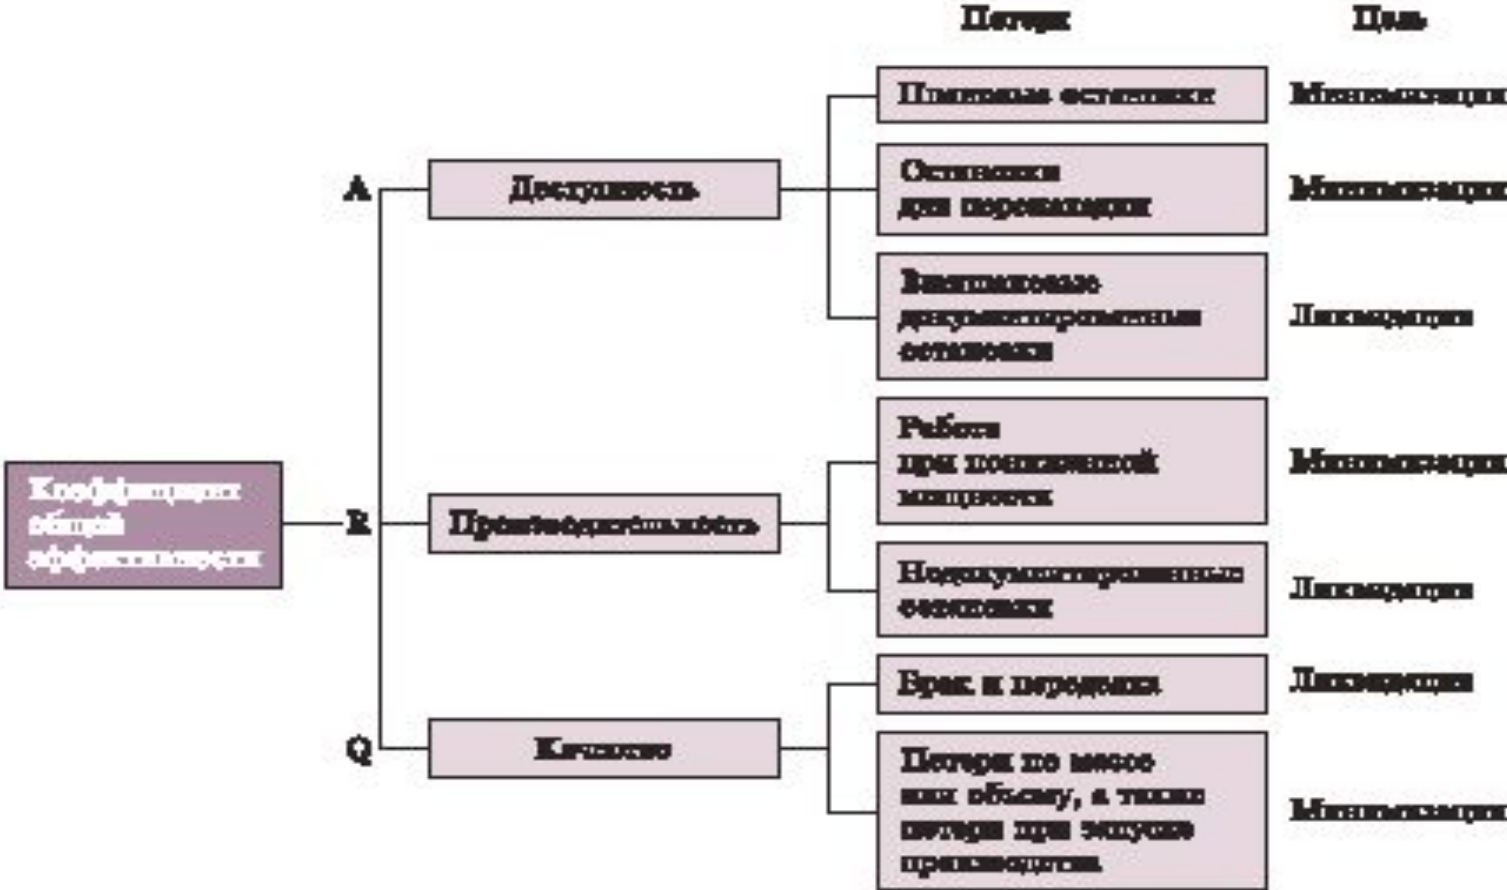 Потери Цель
Плановые остановки Минимизация
A Доступность
Остановки
для переналадки
Минимизация
Внеплановые
документированные
остановки
Ликвидация
Коэффициент
общей
эффективности
R Производительность
Работа
при пониженной
мощности
Минимизация
Недокументированные
остановки
Ликвидация
Q Качество
Брак и переделка Ликвидация
Потери по массе
или объему, а также
потери при запуске
производства
Минимизация